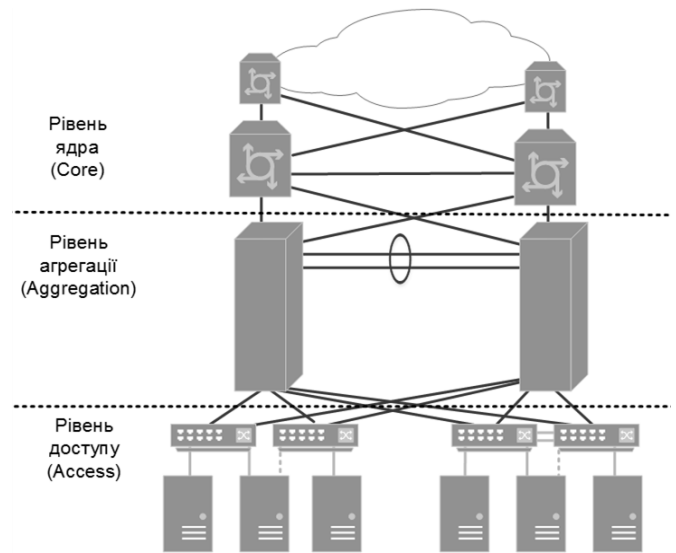 Рівень
ядра
(Core)
Рівень
агрегації
(Aggregation)
Рівень
доступу
(Access)